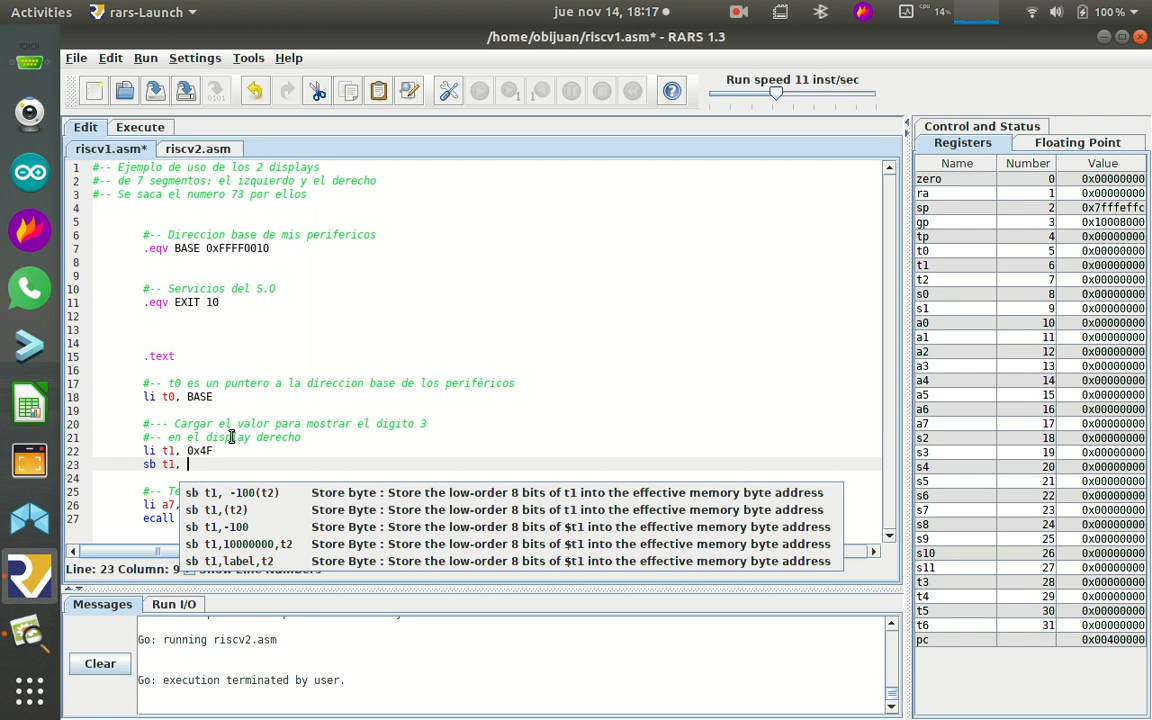 Activities rars-Launch jue nov 14, 18:17 cpu 14% 100%
/home/obijuan/riscv1.asm* - RARS 1.3
File Edit Run Settings Tools Help
Run speed 11 inst/sec
Edit Execute
riscv1.asm* riscv2.asm
1 #-- Ejemplo de uso de los 2 displays
2 #-- de 7 segmentos: el izquierdo y el derecho
3 #-- Se saca el numero 73 por ellos
4
5
6 #-- Direccion base de mis perifericos
7 .eqv BASE 0xFFFF0010
8
9
10 #-- Servicios del S.O
11 .eqv EXIT 10
12
13
14
15 .text
16
17 #-- t0 es un puntero a la direccion base de los periféricos
18 li t0, BASE
19
20 #--- Cargar el valor para mostrar el digito 3
21 #-- en el display derecho
22 li t1, 0x4F
23 sb t1,
24
25 #-- Te
26 li a7,
27 ecall
sb t1, -100(t2) Store byte : Store the low-order 8 bits of t1 into the effective memory byte address
sb t1,(t2) Store Byte : Store the low-order 8 bits of t1 into the effective memory byte address
sb t1,-100 Store Byte : Store the low-order 8 bits of $t1 into the effective memory byte address
sb t1,10000000,t2 Store Byte : Store the low-order 8 bits of $t1 into the effective memory byte address
sb t1,label,t2 Store Byte : Store the low-order 8 bits of $t1 into the effective memory byte address
Line: 23 Column: 9 Show Line Numbers
Messages Run I/O
Clear
Go: running riscv2.asm
Go: execution terminated by user.
Control and Status
Registers Floating Point
Name Number Value
zero 0 0x00000000
ra 1 0x00000000
sp 2 0x7fffeffc
gp 3 0x10008000
tp 4 0x00000000
t0 5 0x00000000
t1 6 0x00000000
t2 7 0x00000000
s0 8 0x00000000
s1 9 0x00000000
a0 10 0x00000000
a1 11 0x00000000
a2 12 0x00000000
a3 13 0x00000000
a4 14 0x00000000
a5 15 0x00000000
a6 16 0x00000000
a7 17 0x00000000
s2 18 0x00000000
s3 19 0x00000000
s4 20 0x00000000
s5 21 0x00000000
s6 22 0x00000000
s7 23 0x00000000
s8 24 0x00000000
s9 25 0x00000000
s10 26 0x00000000
s11 27 0x00000000
t3 28 0x00000000
t4 29 0x00000000
t5 30 0x00000000
t6 31 0x00000000
pc 0x00400000